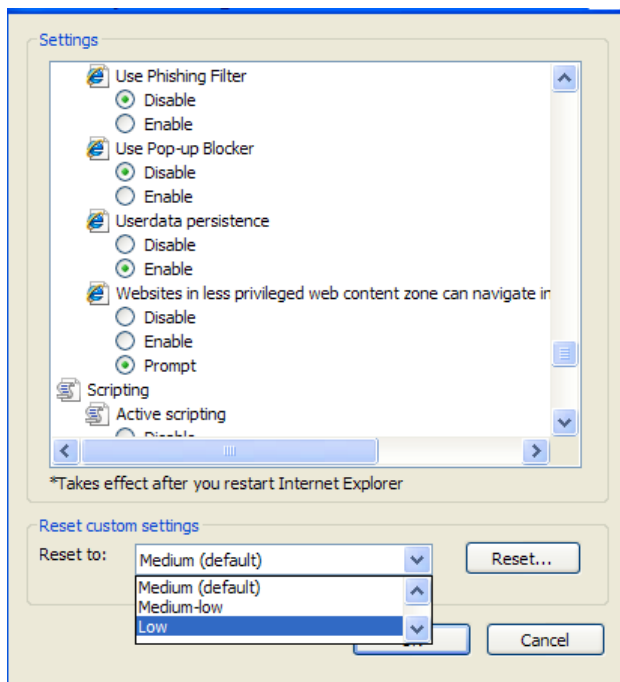 Settings
Use Phishing Filter
Disable
Enable
Use Pop-up Blocker
Disable
Enable
Userdata persistence
Disable
Enable
Websites in less privileged web content zone can navigate in
Disable
Enable
Prompt
Scripting
Active scripting
*Takes effect after you restart Internet Explorer
Reset custom settings
Reset to: Medium (default) Reset...
Medium (default)
Medium-low
Low
Cancel